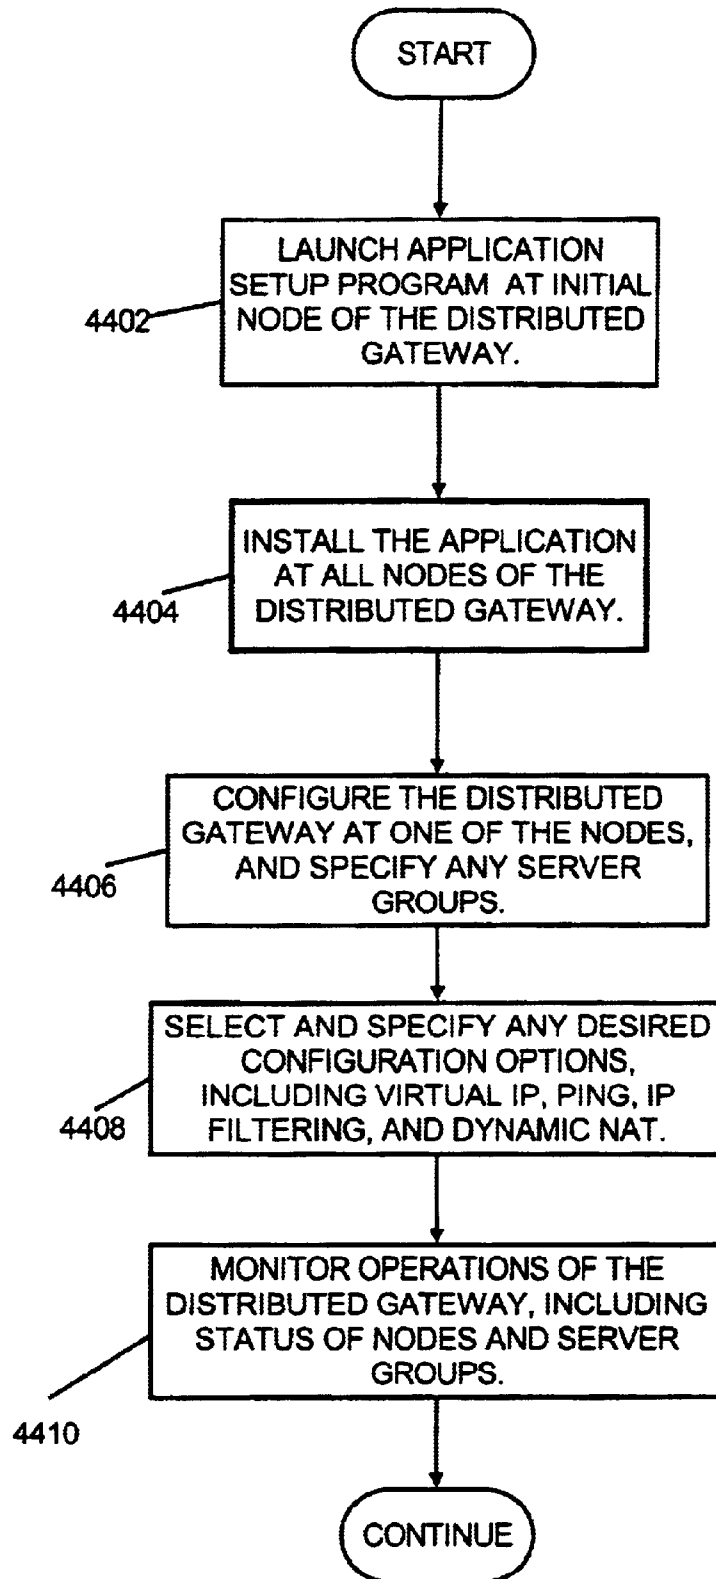 START
LAUNCH APPLICATION
SETUP PROGRAM AT INITIAL
NODE OF THE DISTRIBUTED
GATEWAY.
4402
INSTALL THE APPLICATION
AT ALL NODES OF THE
DISTRIBUTED GATEWAY.
4404
CONFIGURE THE DISTRIBUTED
GATEWAY AT ONE OF THE NODES,
AND SPECIFY ANY SERVER
GROUPS.
4406
SELECT AND SPECIFY ANY DESIRED
CONFIGURATION OPTIONS,
INCLUDING VIRTUAL IP, PING, IP
FILTERING, AND DYNAMIC NAT.
4408
MONITOR OPERATIONS OF THE
DISTRIBUTED GATEWAY, INCLUDING
STATUS OF NODES AND SERVER
GROUPS.
4410
CONTINUE